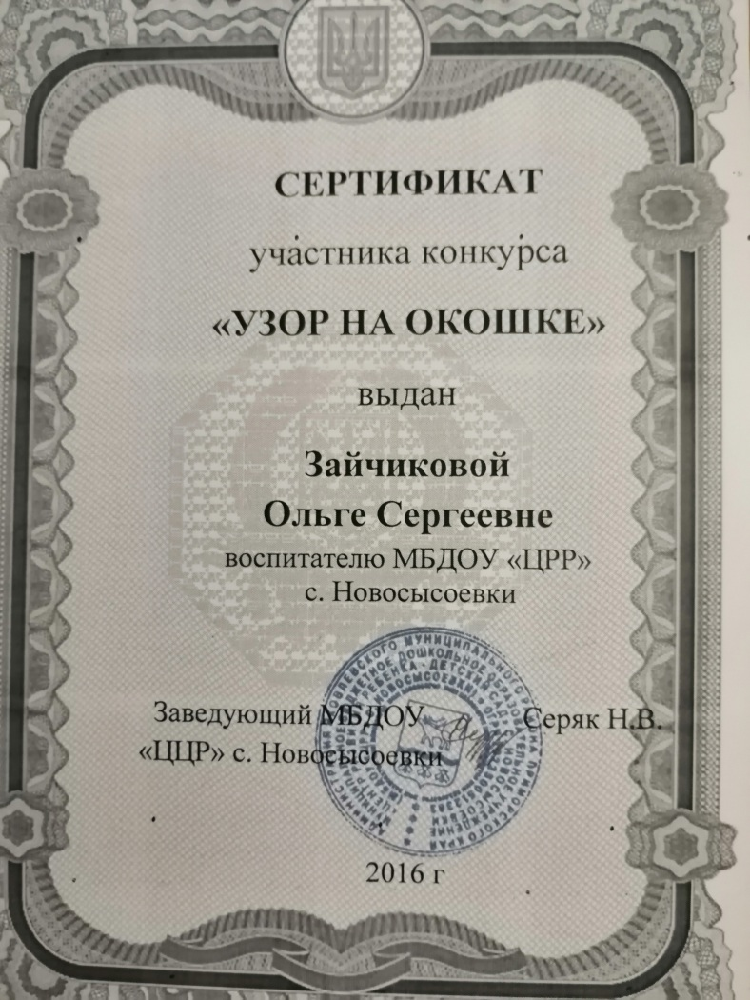 СЕРТИФИКАТ
участника конкурса
«УЗОР НА ОКОШКЕ»
выдан
Зайчиковой
Ольге Сергеевне
воспитателю МБДОУ «ЦРР»
с. Новосысоевки
Заведующий МБДОУ Серяк Н.В.
«ЦЦР» с. Новосысоевки
2016 г